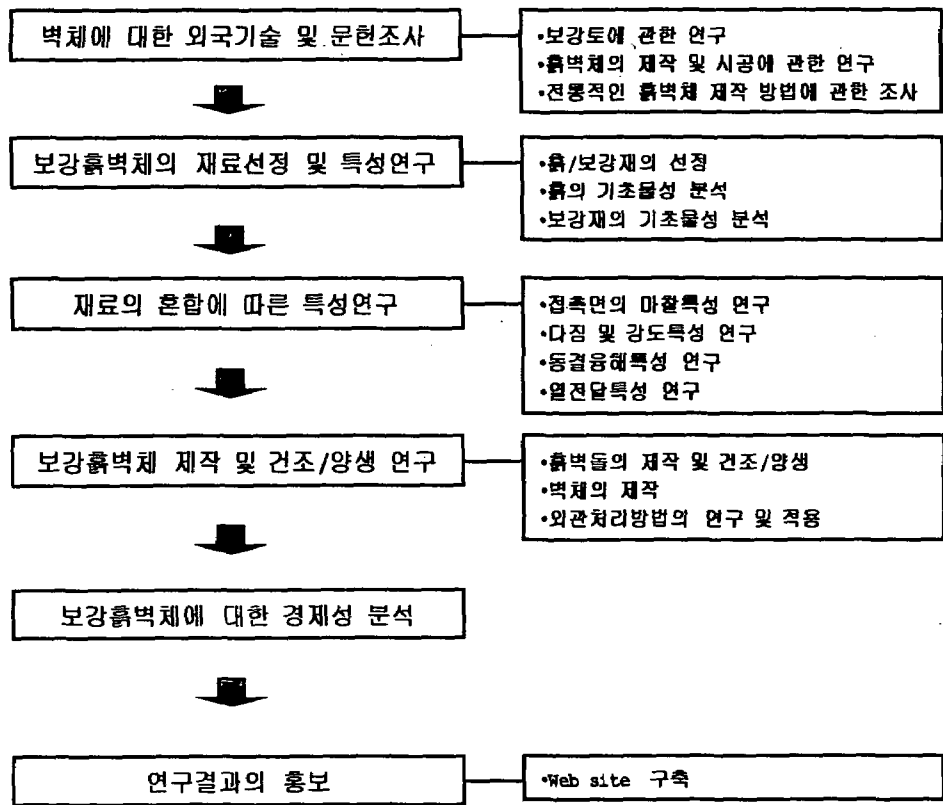 벽체에 대한 외국기술 및 문헌조사
•보강토에 관한 연구
•흙벽체의 제작 및 시공에 관한 연구
•전통적인 흙벽체 제작 방법에 관한 조사
보강흙벽체의 재료선정 및 특성연구
•흙/보강재의 선정
•흙의 기초물성 분석
•보강재의 기초물성 분석
재료의 혼합에 따른 특성연구
•접촉면의 마찰특성 연구
•다짐 및 강도특성 연구
•동결융해특성 연구
•열전달특성 연구
보강흙벽체 제작 및 건조/양생 연구
•흙벽돌의 제작 및 건조/양생
•벽체의 제작
•외관처리방법의 연구 및 적용
보강흙벽체에 대한 경제성 분석
연구결과의 홍보
•Web site 구축